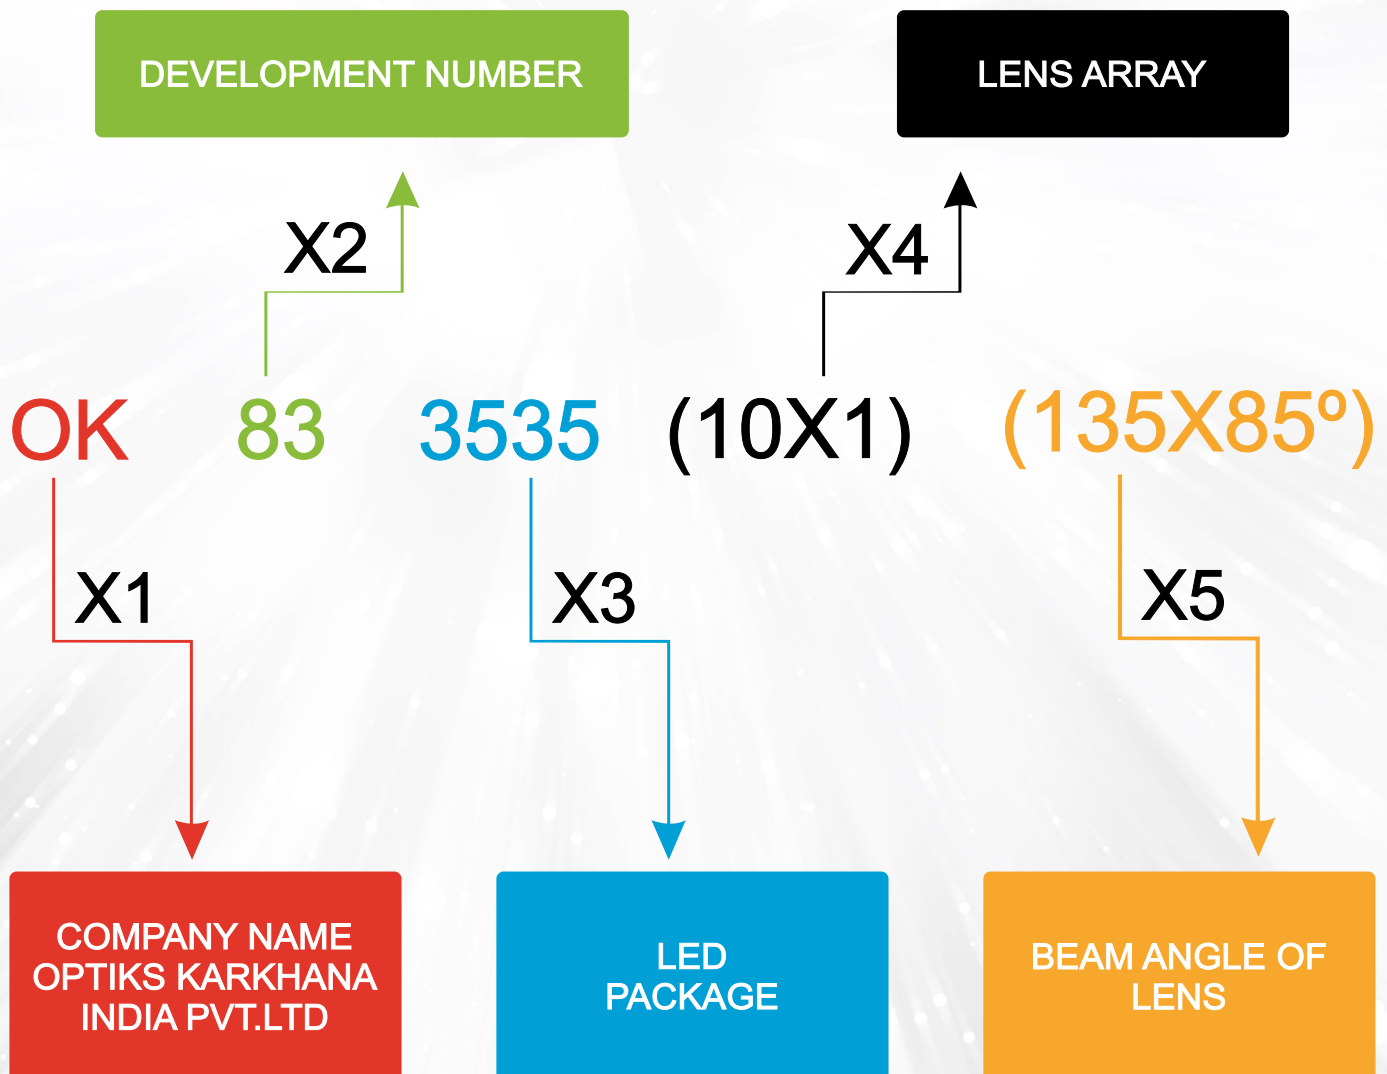 DEVELOPMENT NUMBER
LENS ARRAY
X2
X4
OK 83 3535 (10X1) (135X85º)
X1
X3
X5
COMPANY NAME
OPTIKS KARKHANA
INDIA PVT.LTD
LED
PACKAGE
BEAM ANGLE OF
LENS